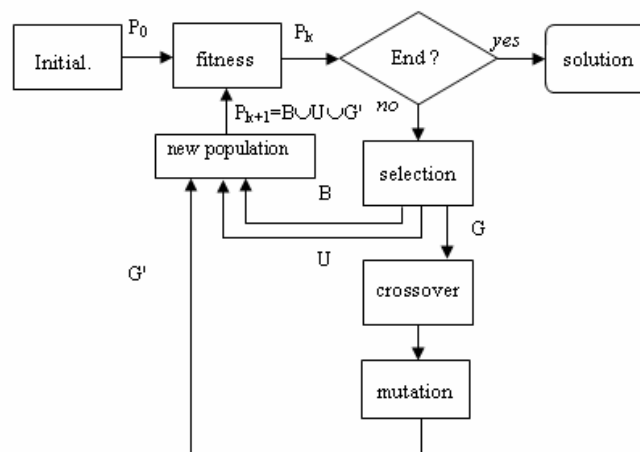 P0
Pk
Initial.
fitness
End ?
yes
solution
no
Pk+1=B∪U∪G'
new population
selection
B
G
U
G'
crossover
mutation